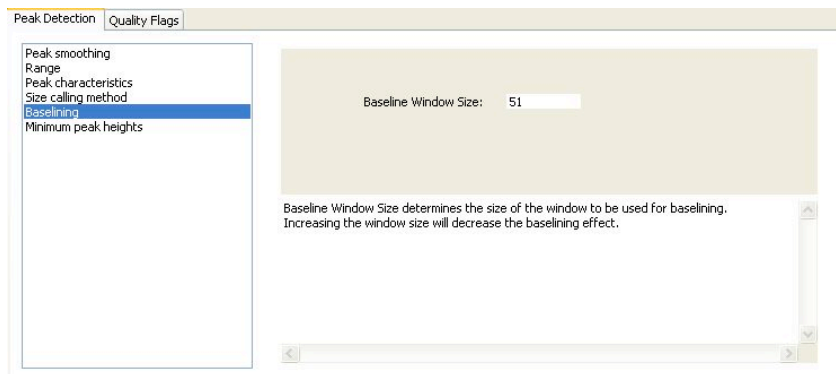 Peak Detection
Quality Flags
Peak smoothing
Range
Peak characteristics
Size calling method
Baselining
Minimum peak heights
Baseline Window Size: 51
Baseline Window Size determines the size of the window to be used for baselining.
Increasing the window size will decrease the baselining effect.